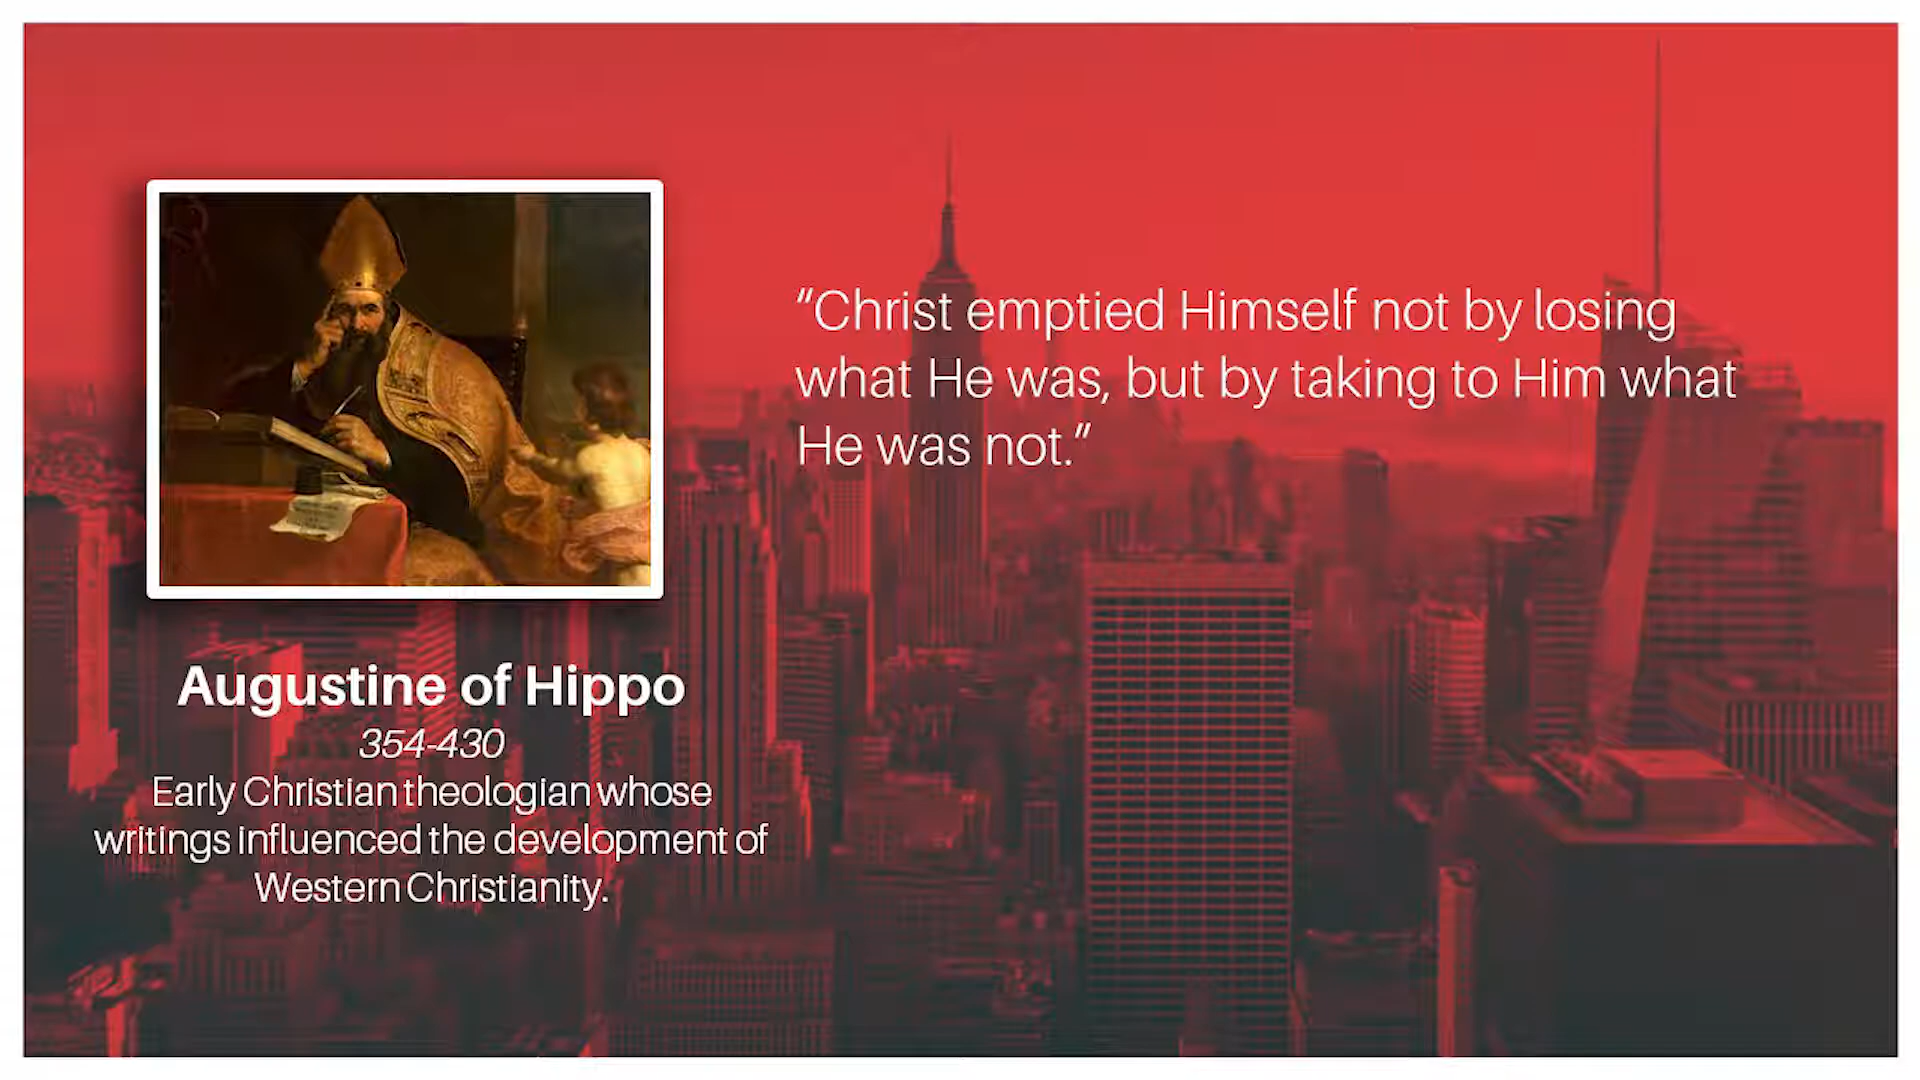 “Christ emptied Himself not by losing
what He was, but by taking to Him what
He was not.”
Augustine of Hippo
354-430
Early Christian theologian whose
writings influenced the development of
Western Christianity.